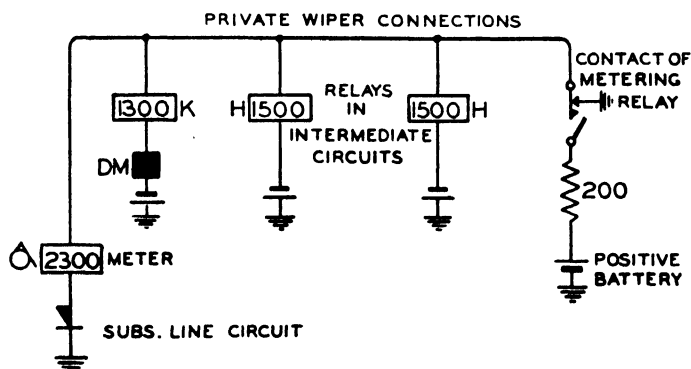 PRIVATE WIPER CONNECTIONS
CONTACT OF
METERING
RELAY
1300 K
H 1500
RELAYS
IN
INTERMEDIATE
CIRCUITS
1500 H
DM
200
2300 METER
POSITIVE
BATTERY
SUBS. LINE CIRCUIT